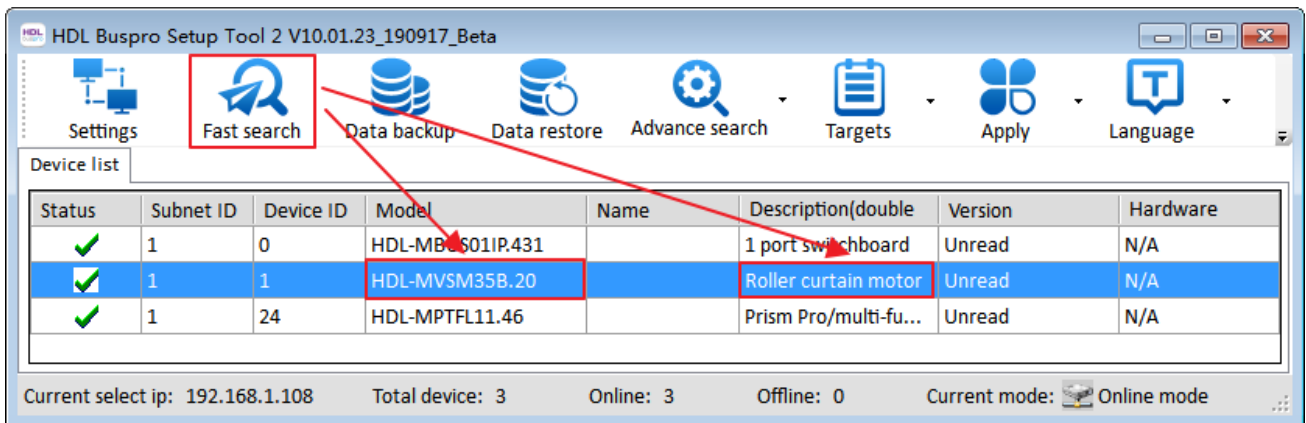 HDL Buspro Setup Tool 2 V10.01.23_190917_Beta
Settings Fast search Data backup Data restore Advance search Targets Apply Language
Device list
Status Subnet ID Device ID Model Name Description(double Version Hardware
1 0 HDL-MBUS01IP.431 1 port switchboard Unread N/A
1 1 HDL-MVSM35B.20 Roller curtain motor Unread N/A
1 24 HDL-MPTFL11.46 Prism Pro/multi-fu... Unread N/A
Current select ip: 192.168.1.108 Total device: 3 Online: 3 Offline: 0 Current mode: Online mode